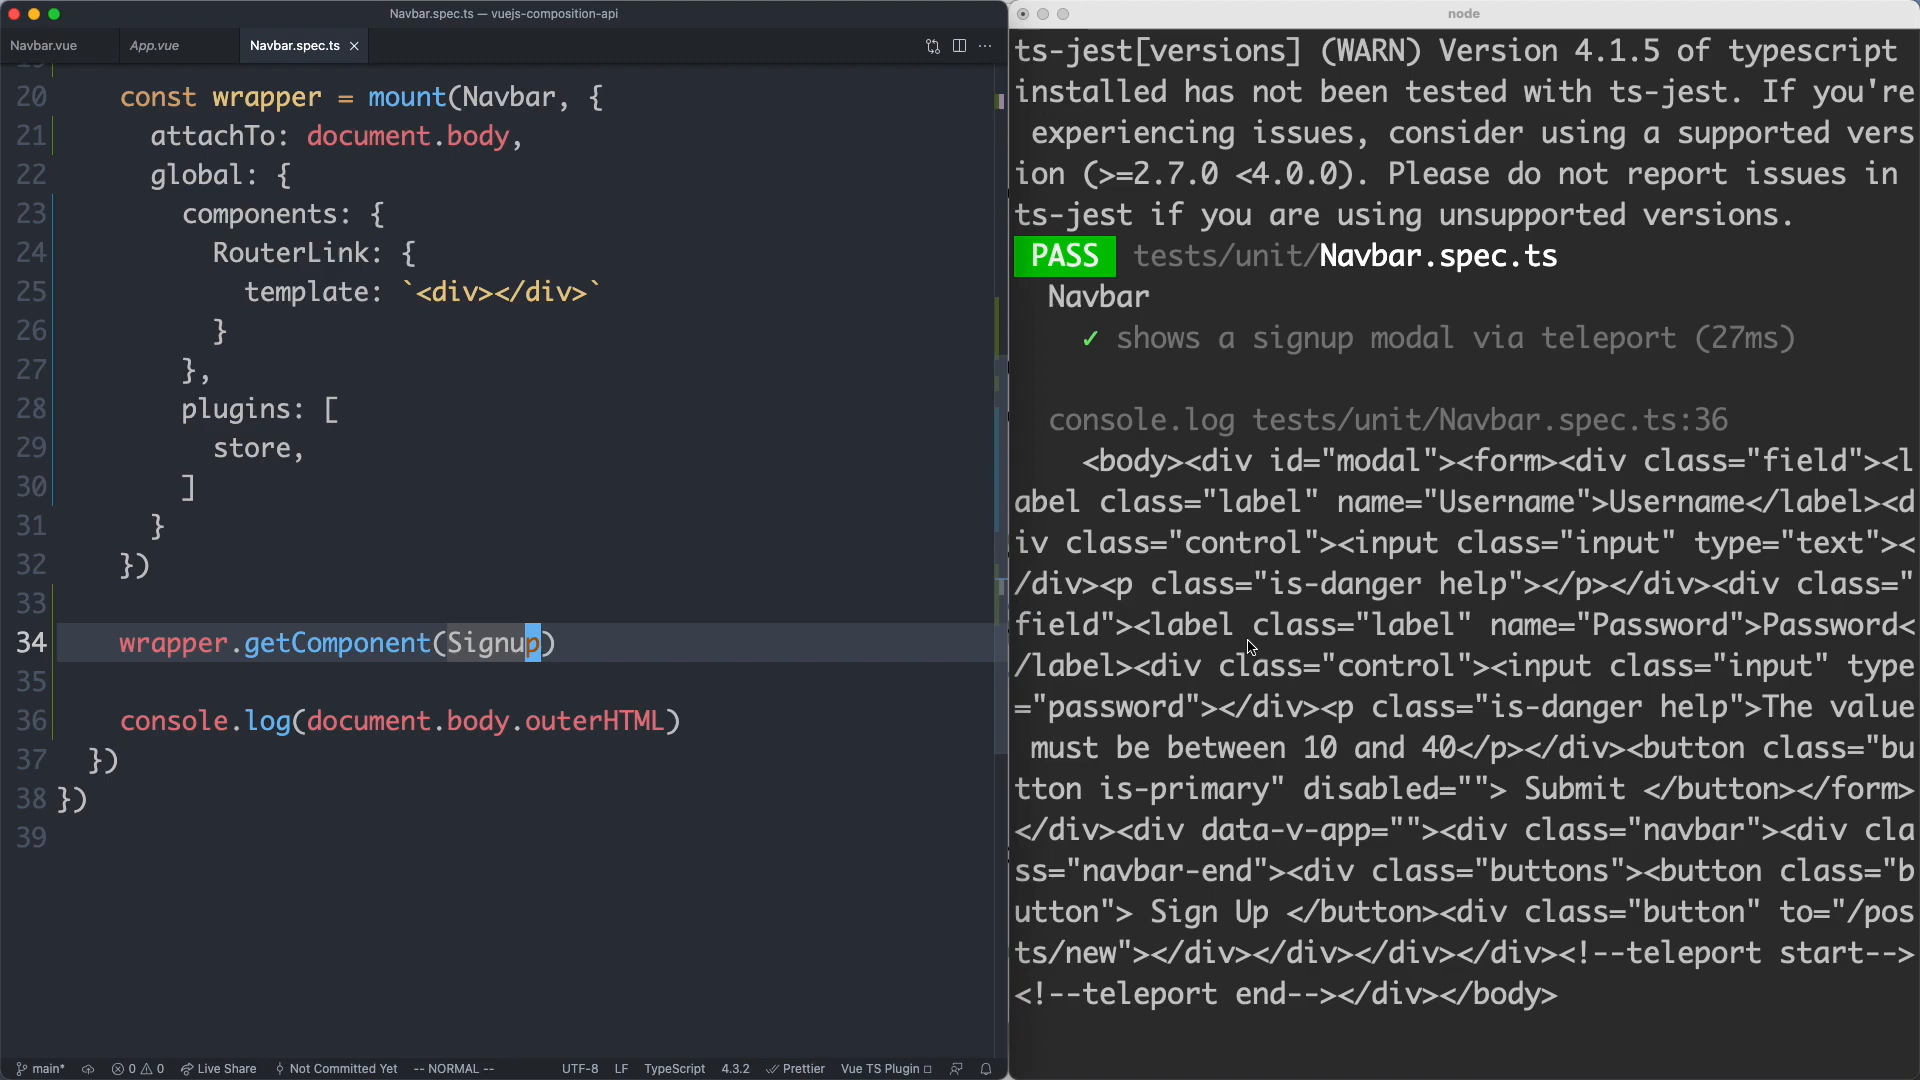 Navbar.spec.ts — vuejs-composition-api
Navbar.vue
App.vue
Navbar.spec.ts ×
20 const wrapper = mount(Navbar, {
21 attachTo: document.body,
22 global: {
23 components: {
24 RouterLink: {
25 template: `<div></div>`
26 }
27 },
28 plugins: [
29 store,
30 ]
31 }
32 })
33
34 wrapper.getComponent(Signup)
35
36 console.log(document.body.outerHTML)
37 })
38 })
39
main* 0 0 Live Share Not Committed Yet -- NORMAL -- UTF-8 LF TypeScript 4.3.2 Prettier Vue TS Plugin
node
ts-jest[versions] (WARN) Version 4.1.5 of typescript
installed has not been tested with ts-jest. If you're
experiencing issues, consider using a supported vers
ion (>=2.7.0 <4.0.0). Please do not report issues in
ts-jest if you are using unsupported versions.
PASS tests/unit/Navbar.spec.ts
Navbar
✓ shows a signup modal via teleport (27ms)
console.log tests/unit/Navbar.spec.ts:36
<body><div id="modal"><form><div class="field"><l
abel class="label" name="Username">Username</label><d
iv class="control"><input class="input" type="text"><
/div><p class="is-danger help"></p></div><div class="
field"><label class="label" name="Password">Password<
/label><div class="control"><input class="input" type
="password"></div><p class="is-danger help">The value
must be between 10 and 40</p></div><button class="bu
tton is-primary" disabled=""> Submit </button></form>
</div><div data-v-app=""><div class="navbar"><div cla
ss="navbar-end"><div class="buttons"><button class="b
utton"> Sign Up </button><div class="button" to="/pos
ts/new"></div></div></div></div><!--teleport start-->
<!--teleport end--></div></body>